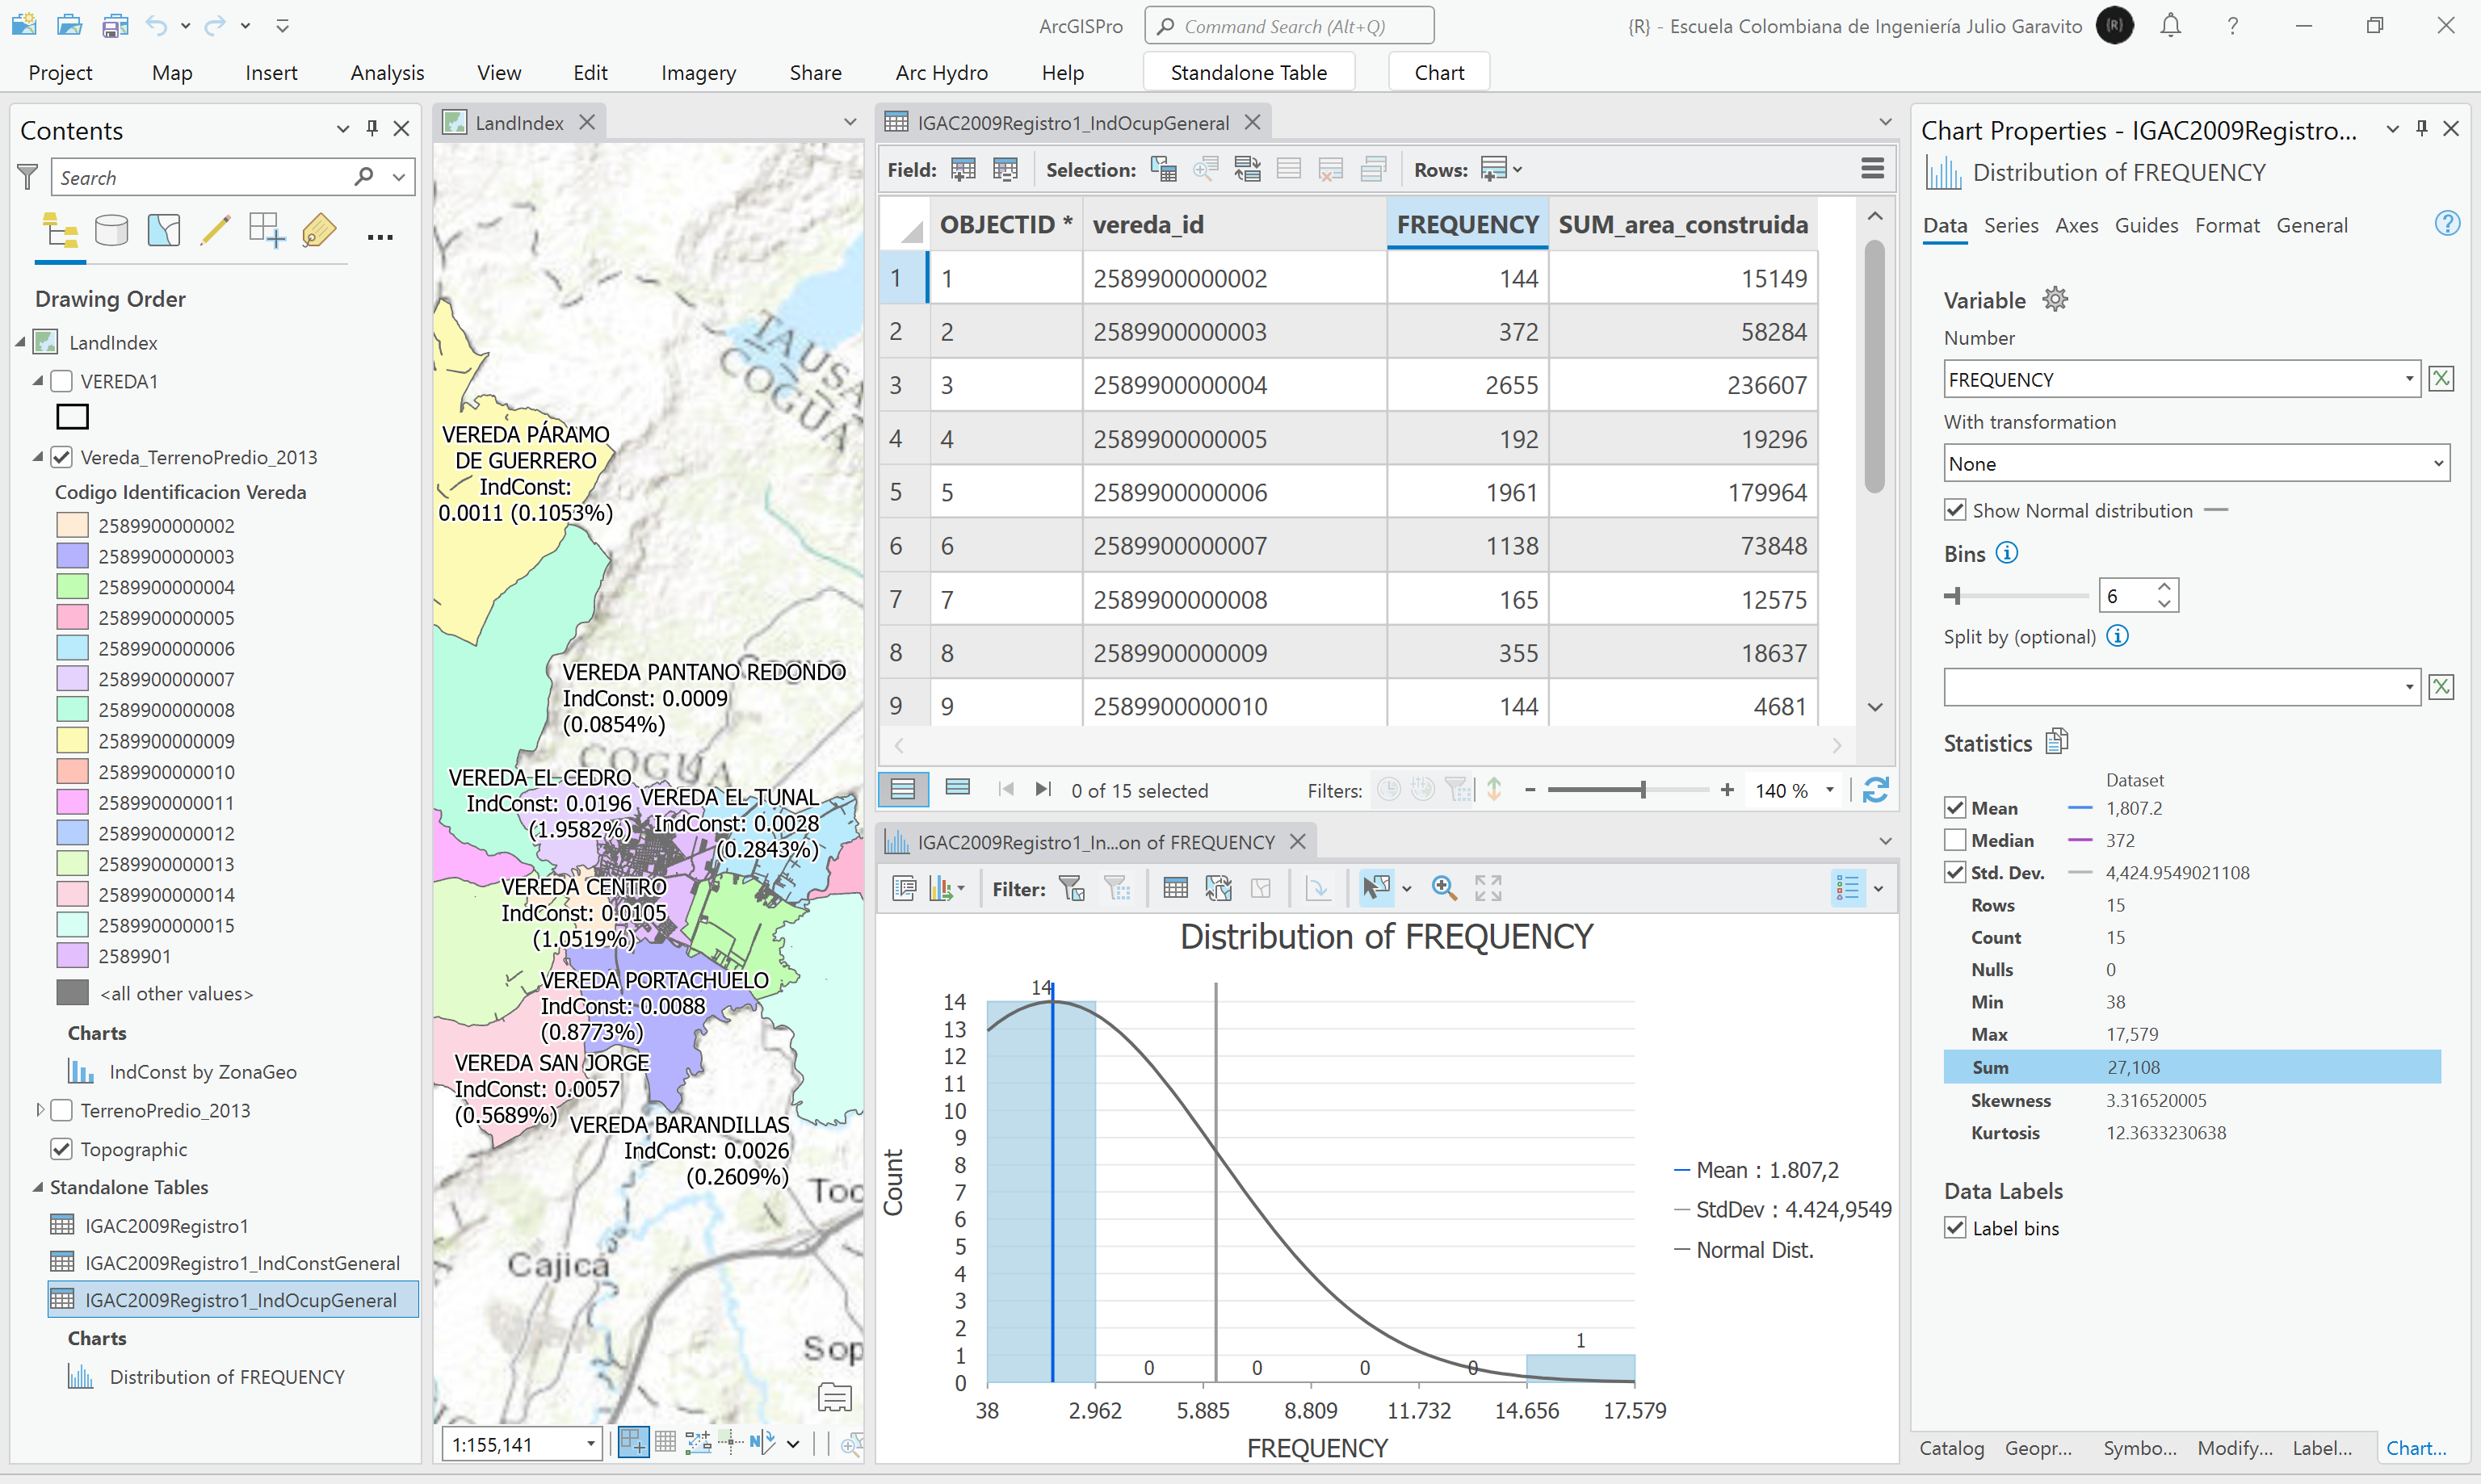 ArcGISPro
Command Search (Alt+Q)
{R} - Escuela Colombiana de Ingeniería Julio Garavito
{R}
?
Project Map Insert Analysis View Edit Imagery Share Arc Hydro Help Standalone Table Chart
Contents
Search
Drawing Order
LandIndex
VEREDA1
Vereda_TerrenoPredio_2013
Codigo Identificacion Vereda
2589900000002
2589900000003
2589900000004
2589900000005
2589900000006
2589900000007
2589900000008
2589900000009
2589900000010
2589900000011
2589900000012
2589900000013
2589900000014
2589900000015
2589901
<all other values>
Charts
IndConst by ZonaGeo
TerrenoPredio_2013
Topographic
Standalone Tables
IGAC2009Registro1
IGAC2009Registro1_IndConstGeneral
IGAC2009Registro1_IndOcupGeneral
Charts
Distribution of FREQUENCY
LandIndex
TAUSA
COGUA
VEREDA PÁRAMO
DE GUERRERO
IndConst:
0.0011 (0.1053%)
VEREDA PANTANO REDONDO
IndConst: 0.0009
(0.0854%)
COGUA
VEREDA EL CEDRO
IndConst: 0.0196
(1.9582%)
VEREDA EL TUNAL
IndConst: 0.0028
(0.2843%)
VEREDA CENTRO
IndConst: 0.0105
(1.0519%)
VEREDA PORTACHUELO
IndConst: 0.0088
(0.8773%)
VEREDA SAN JORGE
IndConst: 0.0057
(0.5689%)
VEREDA BARANDILLAS
IndConst: 0.0026
(0.2609%)
Toc
Cajicá
Sop
1:155,141
IGAC2009Registro1_IndOcupGeneral
Field: Selection: Rows:
OBJECTID * vereda_id FREQUENCY SUM_area_construida
1 1 2589900000002 144 15149
2 2 2589900000003 372 58284
3 3 2589900000004 2655 236607
4 4 2589900000005 192 19296
5 5 2589900000006 1961 179964
6 6 2589900000007 1138 73848
7 7 2589900000008 165 12575
8 8 2589900000009 355 18637
9 9 2589900000010 144 4681
0 of 15 selected Filters: 140 %
IGAC2009Registro1_In...on of FREQUENCY
Filter:
Distribution of FREQUENCY
Count
14
13
12
11
10
9
8
7
6
5
4
3
2
1
0
14 0 0 0 0 1
38 2.962 5.885 8.809 11.732 14.656 17.579
FREQUENCY
Mean : 1.807,2
StdDev : 4.424,9549
Normal Dist.
Chart Properties - IGAC2009Registro...
Distribution of FREQUENCY
Data Series Axes Guides Format General
Variable
Number
FREQUENCY
With transformation
None
Show Normal distribution
Bins
6
Split by (optional)
Statistics
Dataset
Mean 1,807.2
Median 372
Std. Dev. 4,424.9549021108
Rows 15
Count 15
Nulls 0
Min 38
Max 17,579
Sum 27,108
Skewness 3.316520005
Kurtosis 12.3633230638
Data Labels
Label bins
Catalog Geopr... Symbo... Modify... Label... Chart...